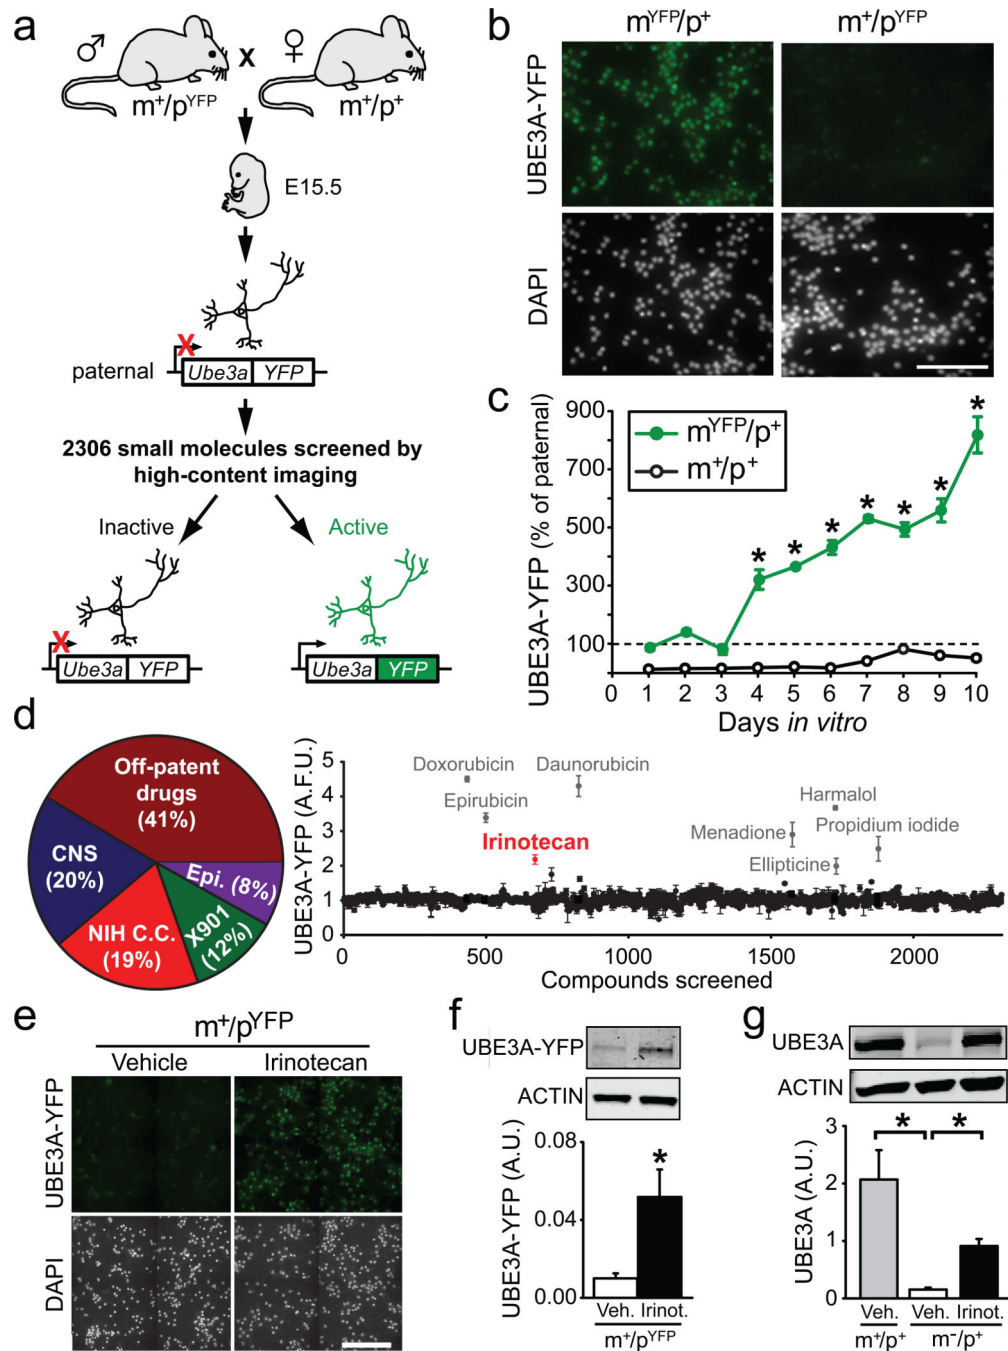 a
♂
X
♀
m⁺/pʸᶠᴾ
m⁺/p⁺
E15.5
X
paternal
Ube3a YFP
2306 small molecules screened by
high-content imaging
Inactive
Active
X
Ube3a YFP
Ube3a YFP
b
mʸᶠᴾ/p⁺
m⁺/pʸᶠᴾ
UBE3A-YFP
DAPI
c
UBE3A-YFP (% of paternal)
900
700
500
300
100
mʸᶠᴾ/p⁺
m⁺/p⁺
* * * * * * *
0 1 2 3 4 5 6 7 8 9 10
Days in vitro
d
Off-patent
drugs
(41%)
CNS
(20%)
Epi. (8%)
X901
(12%)
NIH C.C.
(19%)
UBE3A-YFP (A.F.U.)
5
4
3
2
1
0
Doxorubicin
Daunorubicin
Epirubicin
Harmalol
Irinotecan
Menadione
Propidium iodide
Ellipticine
0 500 1000 1500 2000
Compounds screened
e
m⁺/pʸᶠᴾ
Vehicle Irinotecan
UBE3A-YFP
DAPI
f
UBE3A-YFP
ACTIN
UBE3A-YFP (A.U.)
0.08
0.04
0.00
*
Veh. Irinot.
m⁺/pʸᶠᴾ
g
UBE3A
ACTIN
UBE3A (A.U.)
3
2
1
0
* *
Veh. Veh. Irinot.
m⁺/p⁺ m⁻/p⁺